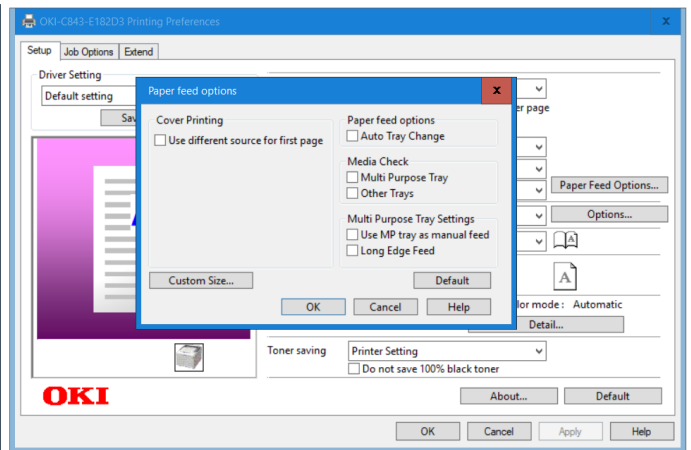 OKI-C843-E182D3 Printing Preferences
x
Setup Job Options Extend
Driver Setting
Default setting
Sav
er page
Paper Feed Options...
Options...
A
A
lor mode : Automatic
Detail...
Paper feed options
x
Cover Printing
Use different source for first page
Paper feed options
Auto Tray Change
Media Check
Multi Purpose Tray
Other Trays
Multi Purpose Tray Settings
Use MP tray as manual feed
Long Edge Feed
Custom Size...
Default
OK Cancel Help
Toner saving
Printer Setting
Do not save 100% black toner
OKI
About... Default
OK Cancel Apply Help